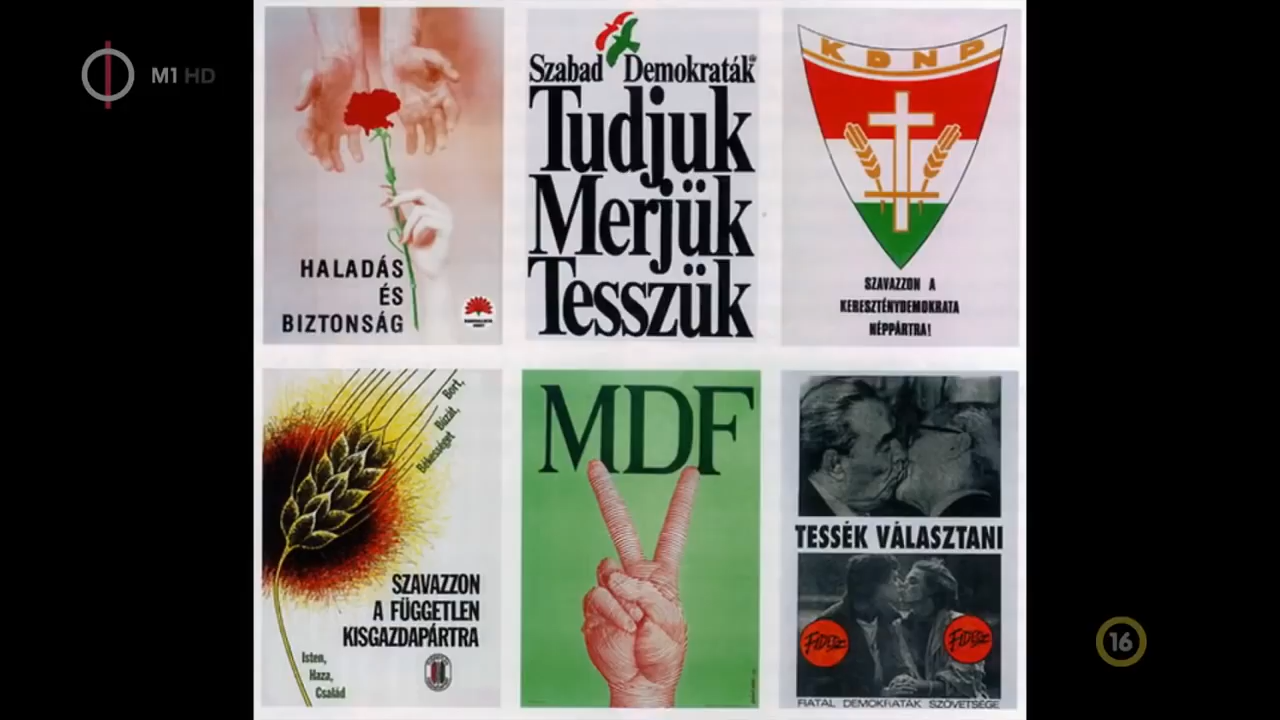 M1 HD
HALADÁS
ÉS
BIZTONSÁG
Szabad Demokraták
Tudjuk
Merjük
Tesszük
KDNP
SZAVAZZON A
KERESZTÉNYDEMOKRATA
NÉPPÁRTRA!
Bort,
Búzát,
Békességet
SZAVAZZON
A FÜGGETLEN
KISGAZDAPÁRTRA
Isten,
Haza,
Család
MDF
TESSÉK VÁLASZTANI
FIDESZ
FIDESZ
FIATAL DEMOKRATÁK SZÖVETSÉGE
16